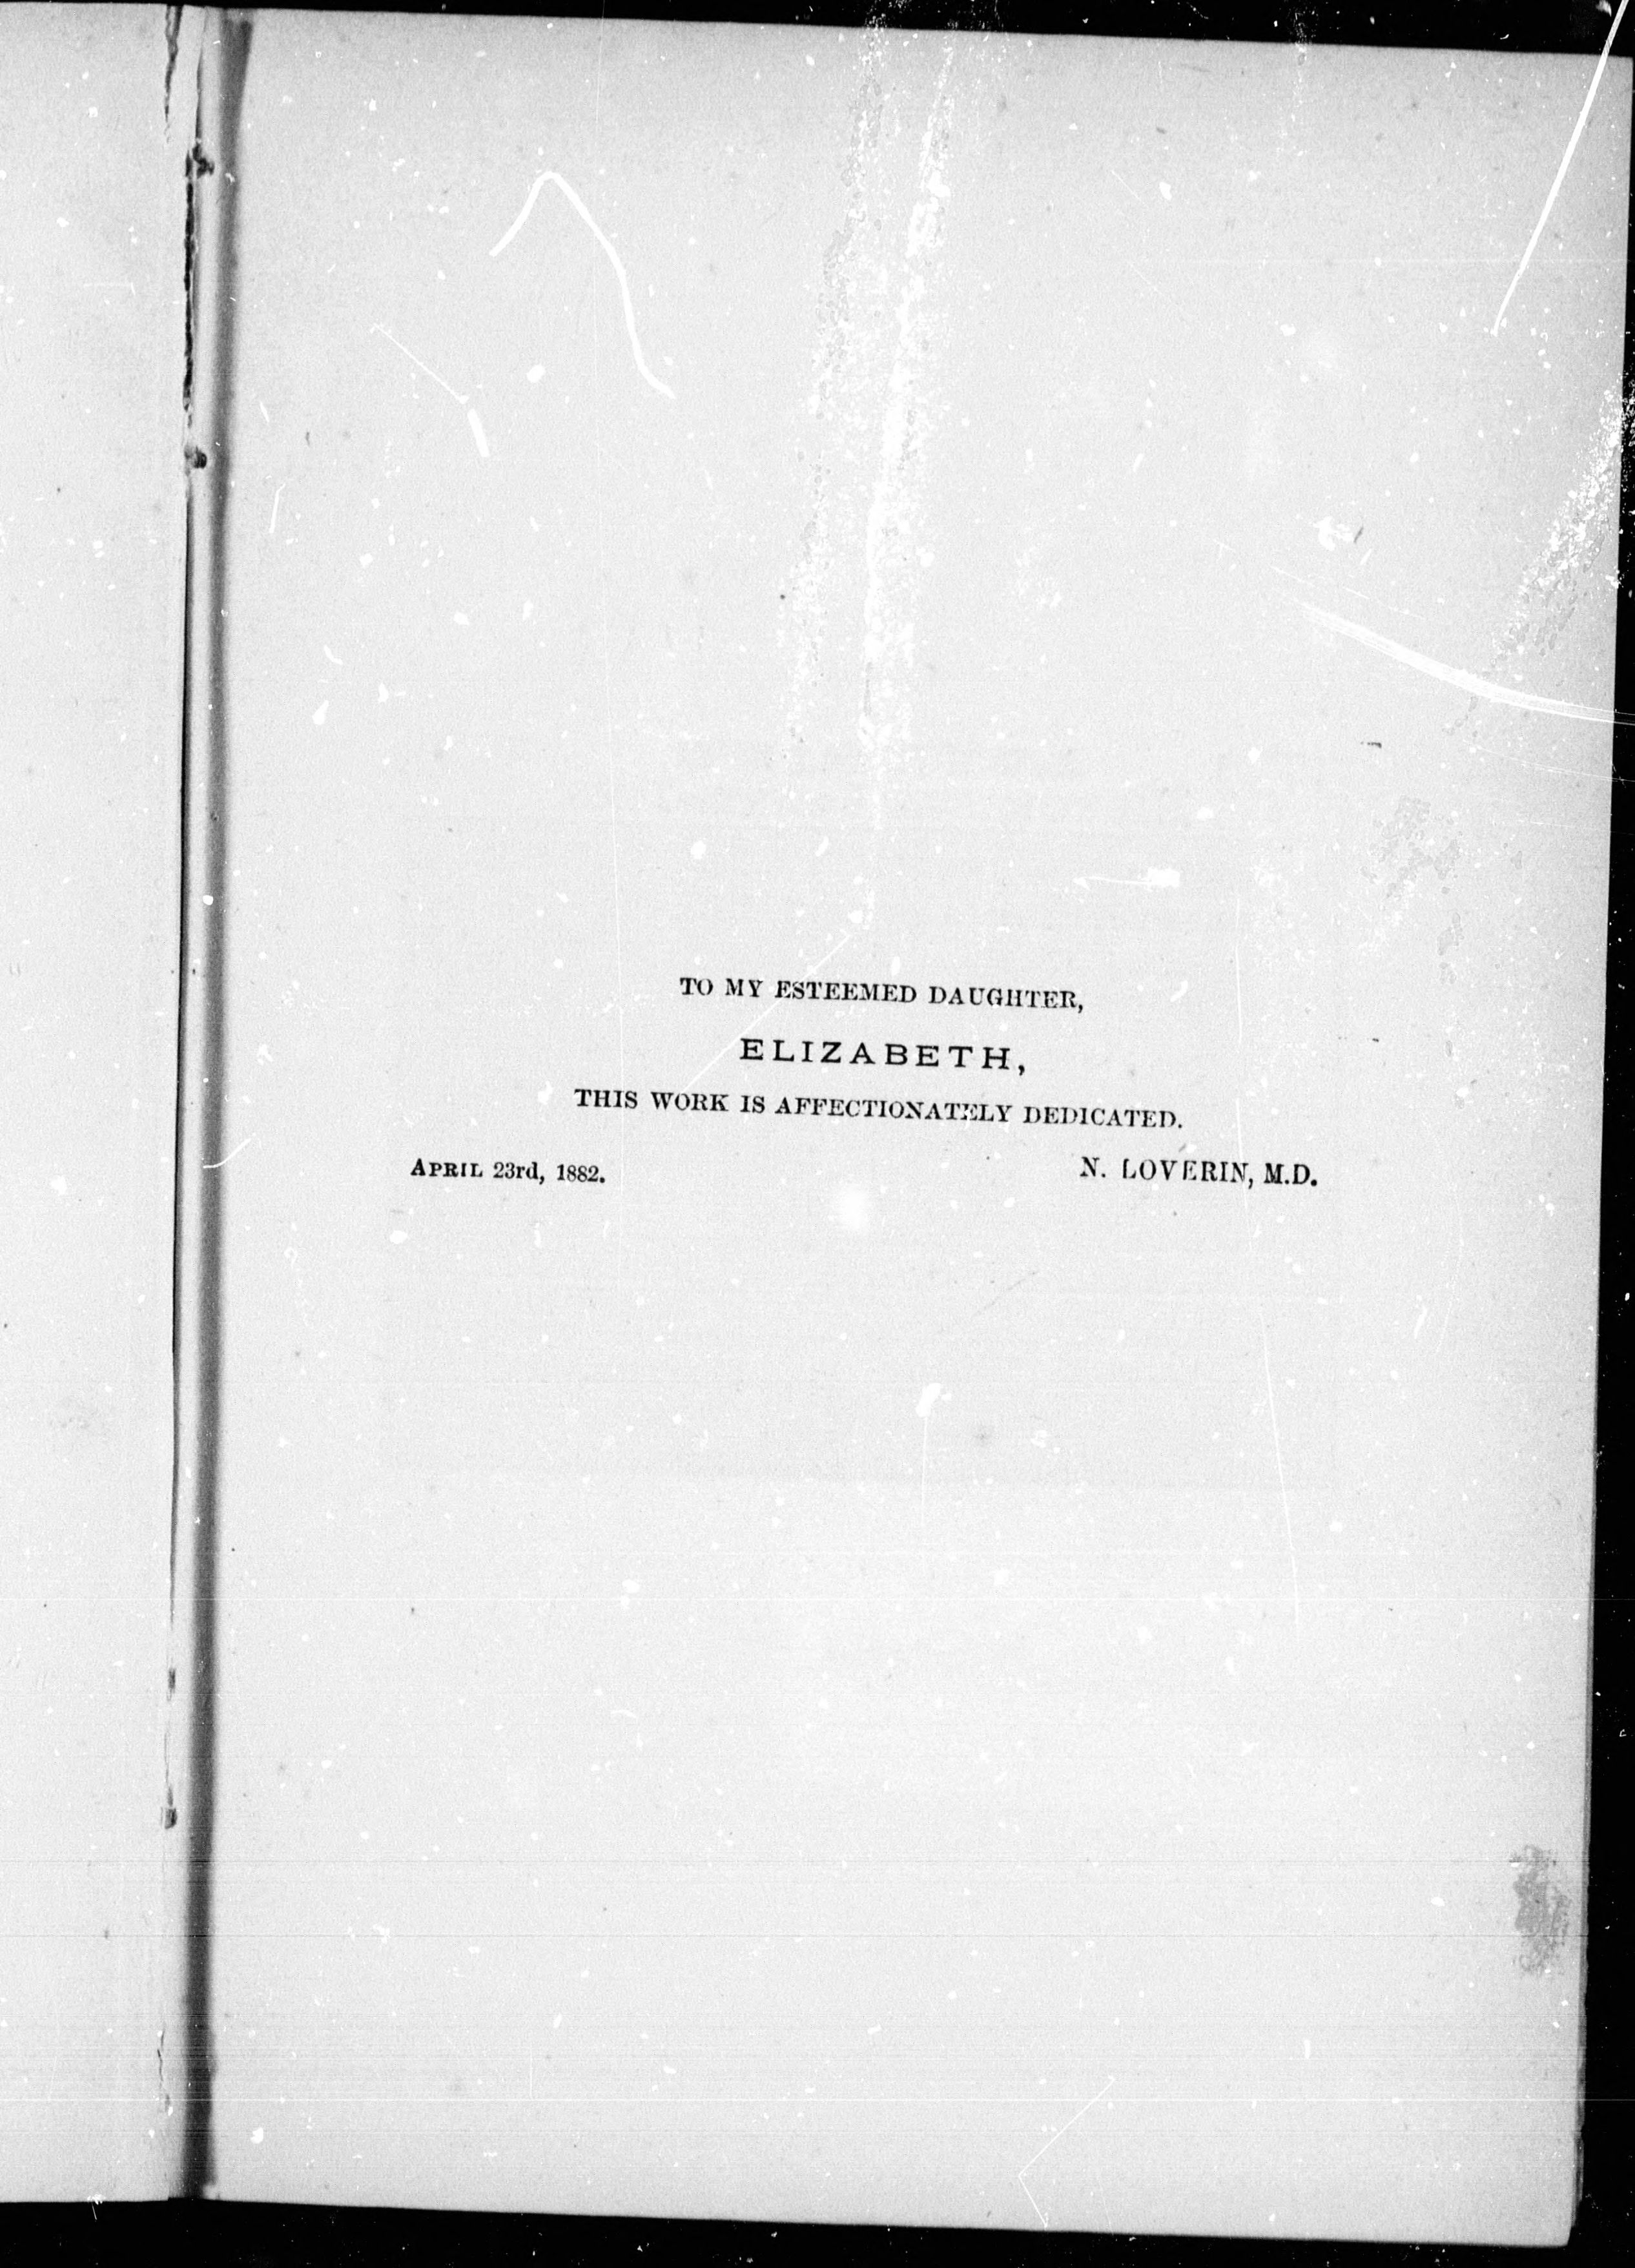 TO MY ESTEEMED DAUGHTER,
ELIZABETH,
THIS WORK IS AFFECTIONATELY DEDICATED.
APRIL 23rd, 1882. N. LOVERIN, M.D.